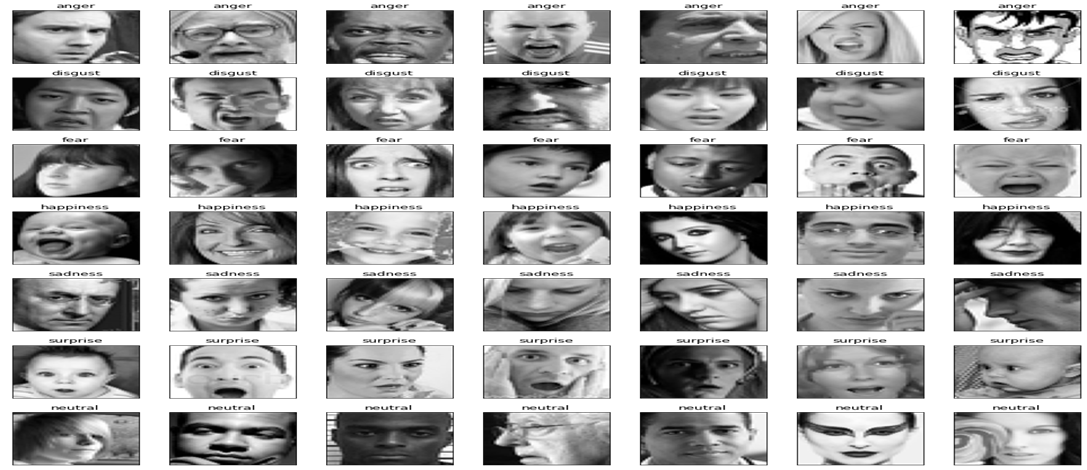 anger anger anger anger anger anger anger
disgust disgust disgust disgust disgust disgust disgust
fear fear fear fear fear fear fear
happiness happiness happiness happiness happiness happiness happiness
sadness sadness sadness sadness sadness sadness sadness
surprise surprise surprise surprise surprise surprise surprise
neutral neutral neutral neutral neutral neutral neutral